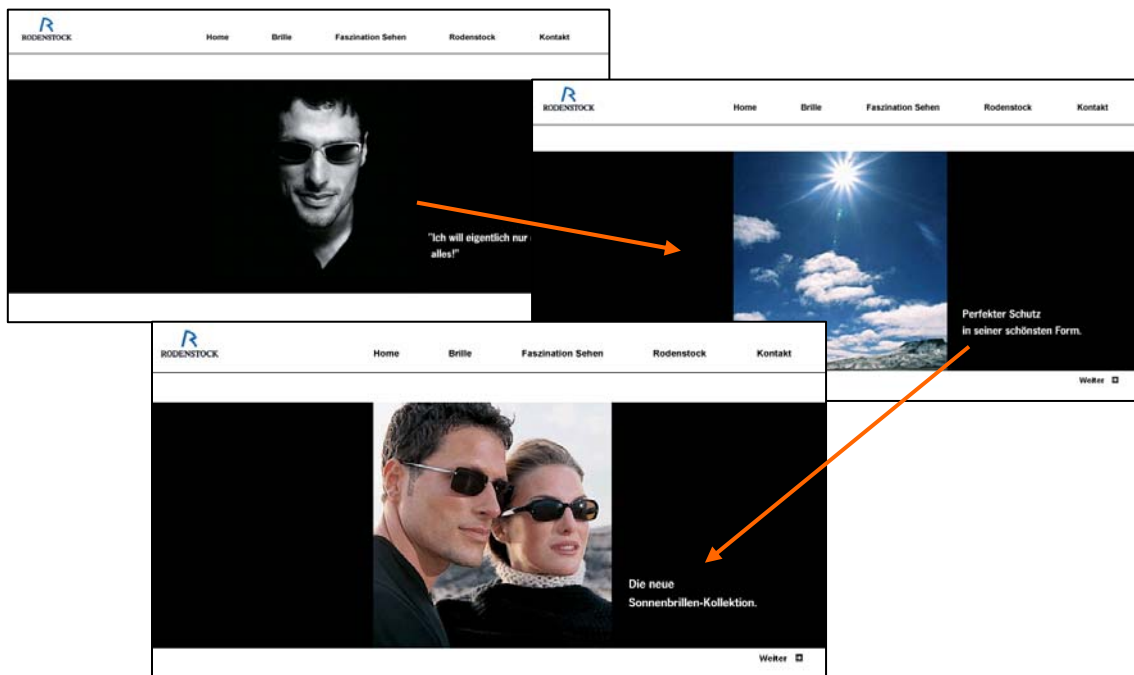 RODENSTOCK
Home Brille Faszination Sehen Rodenstock Kontakt
"Ich will eigentlich nur
alles!"
RODENSTOCK
Home Brille Faszination Sehen Rodenstock Kontakt
Perfekter Schutz
in seiner schönsten Form.
Weiter
RODENSTOCK
Home Brille Faszination Sehen Rodenstock Kontakt
Die neue
Sonnenbrillen-Kollektion.
Weiter